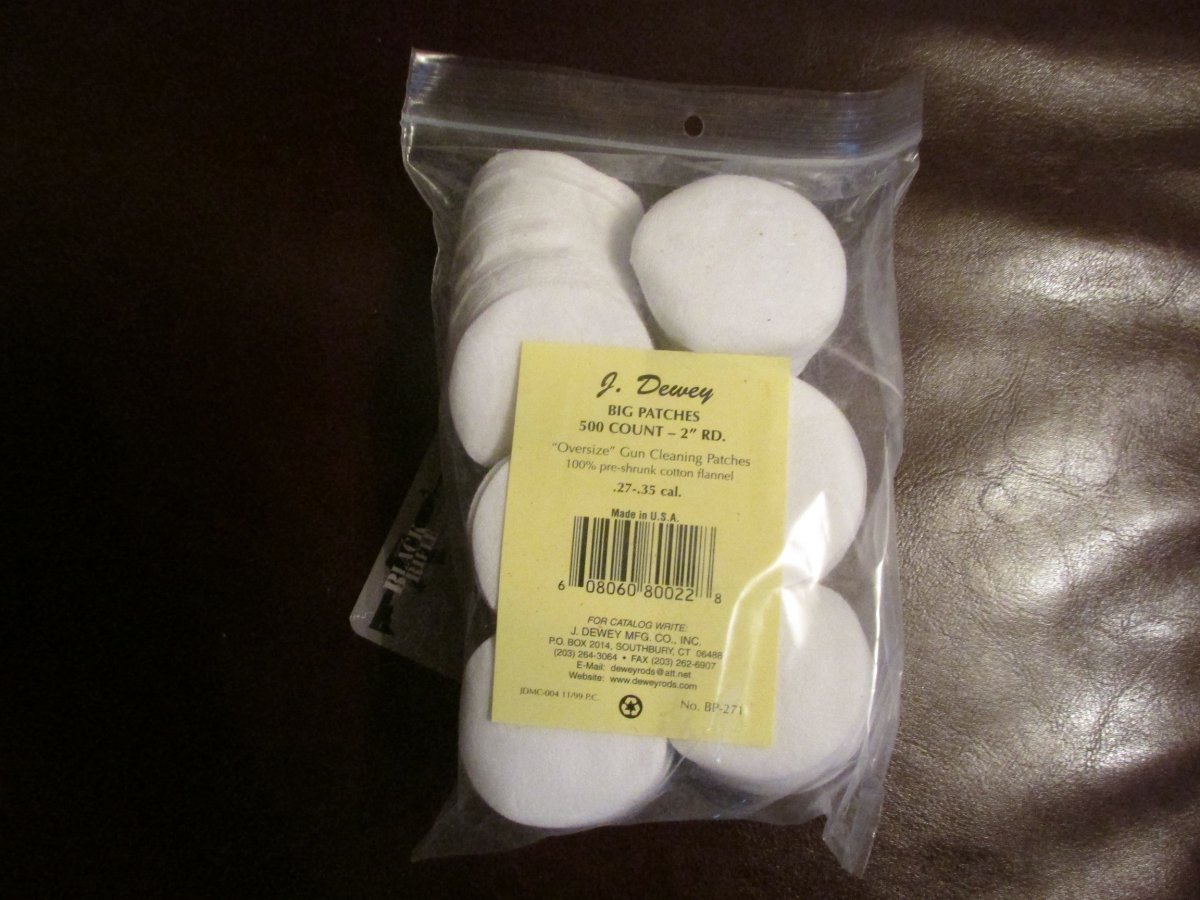 J. Dewey
BIG PATCHES
500 COUNT – 2" RD.
"Oversize" Gun Cleaning Patches
100% pre-shrunk cotton flannel
.27-.35 cal.
Made in U.S.A.
6 08060 80022 8
FOR CATALOG WRITE:
J. DEWEY MFG. CO., INC.
P.O. BOX 2014, SOUTHBURY, CT 06488
(203) 264-3064 • FAX (203) 262-6907
E-Mail: deweyrods@att.net
Website: www.deweyrods.com
JDMC-004 11/99 P.C.
No. BP-271
BLACK
RIFLE